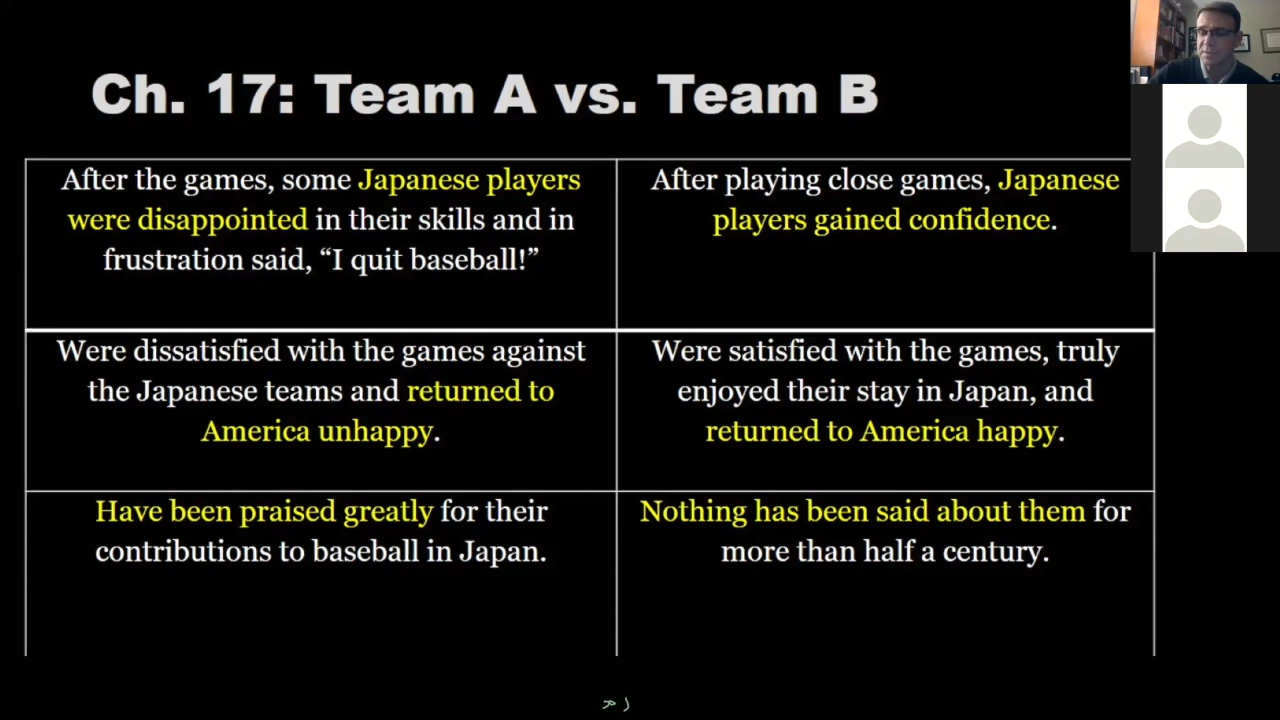 Ch. 17: Team A vs. Team B
After the games, some Japanese players
were disappointed in their skills and in
frustration said, “I quit baseball!”
After playing close games, Japanese
players gained confidence.
Were dissatisfied with the games against
the Japanese teams and returned to
America unhappy.
Were satisfied with the games, truly
enjoyed their stay in Japan, and
returned to America happy.
Have been praised greatly for their
contributions to baseball in Japan.
Nothing has been said about them for
more than half a century.